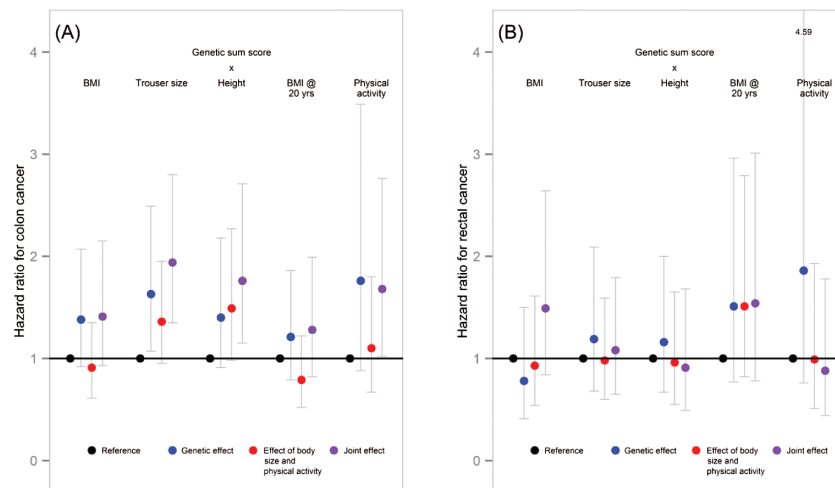 (A)
Genetic sum score
x
BMI Trouser size Height BMI @ 20 yrs Physical activity
Hazard ratio for colon cancer
4
3
2
1
0
Reference Genetic effect Effect of body size and physical activity Joint effect
(B)
4.59
Genetic sum score
x
BMI Trouser size Height BMI @ 20 yrs Physical activity
Hazard ratio for rectal cancer
4
3
2
1
0
Reference Genetic effect Effect of body size and physical activity Joint effect